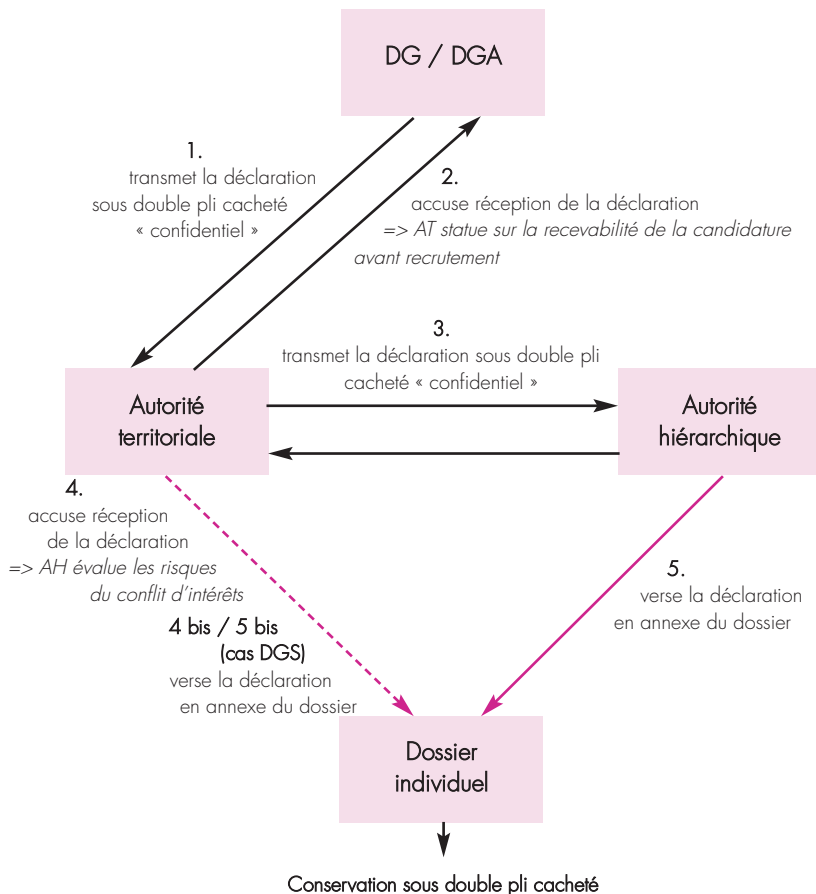 DG / DGA
1.
transmet la déclaration
sous double pli cacheté
« confidentiel »
2.
accuse réception de la déclaration
=> AT statue sur la recevabilité de la candidature
avant recrutement
3.
transmet la déclaration sous double pli
cacheté « confidentiel »
Autorité
territoriale
Autorité
hiérarchique
4.
accuse réception
de la déclaration
=> AH évalue les risques
du conflit d’intérêts
5.
verse la déclaration
en annexe du dossier
4 bis / 5 bis
(cas DGS)
verse la déclaration
en annexe du dossier
Dossier
individuel
Conservation sous double pli cacheté